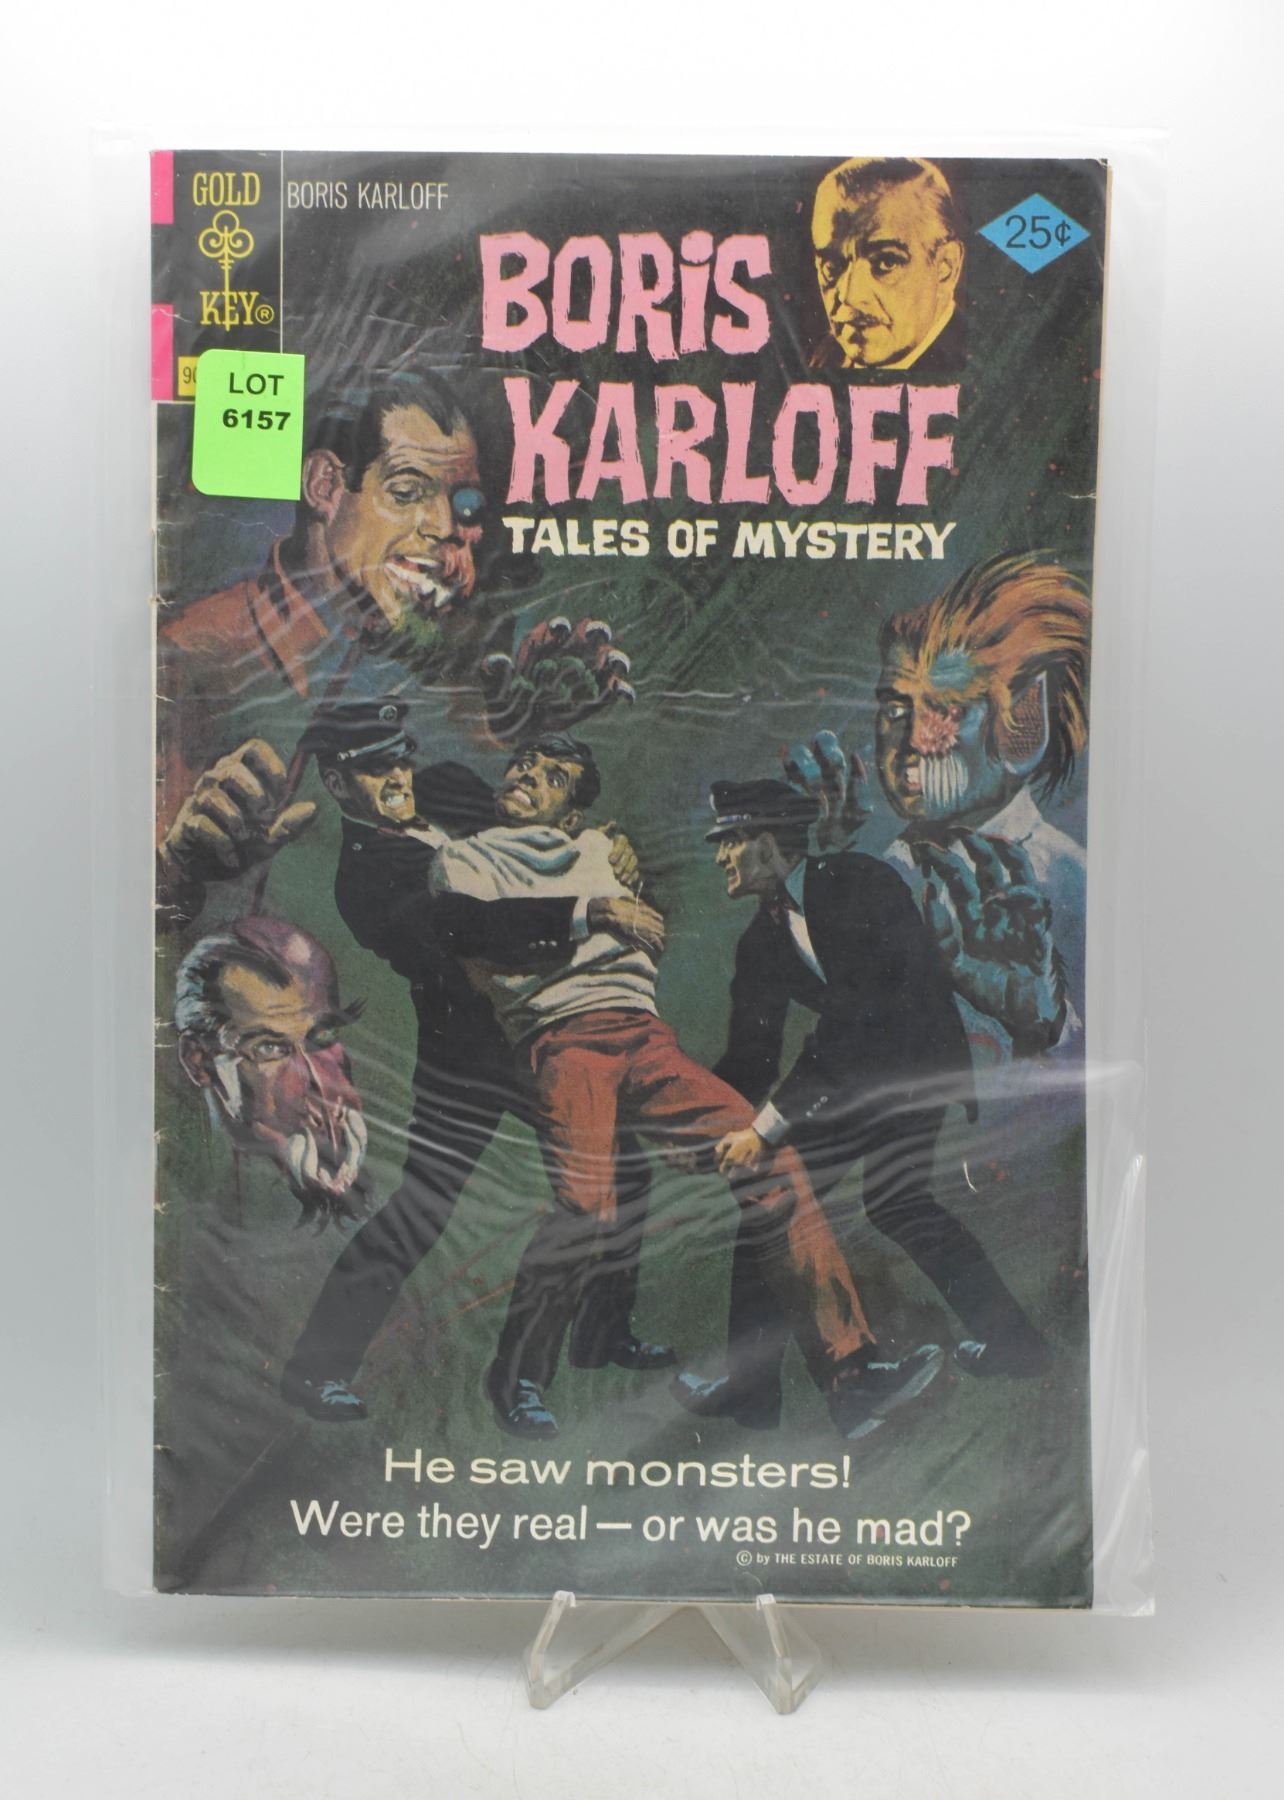 GOLD
KEY®
BORIS KARLOFF
BORiS
KARLOFF
TALES OF MYSTERY
25¢
LOT
6157
He saw monsters!
Were they real — or was he mad?
© by THE ESTATE OF BORIS KARLOFF